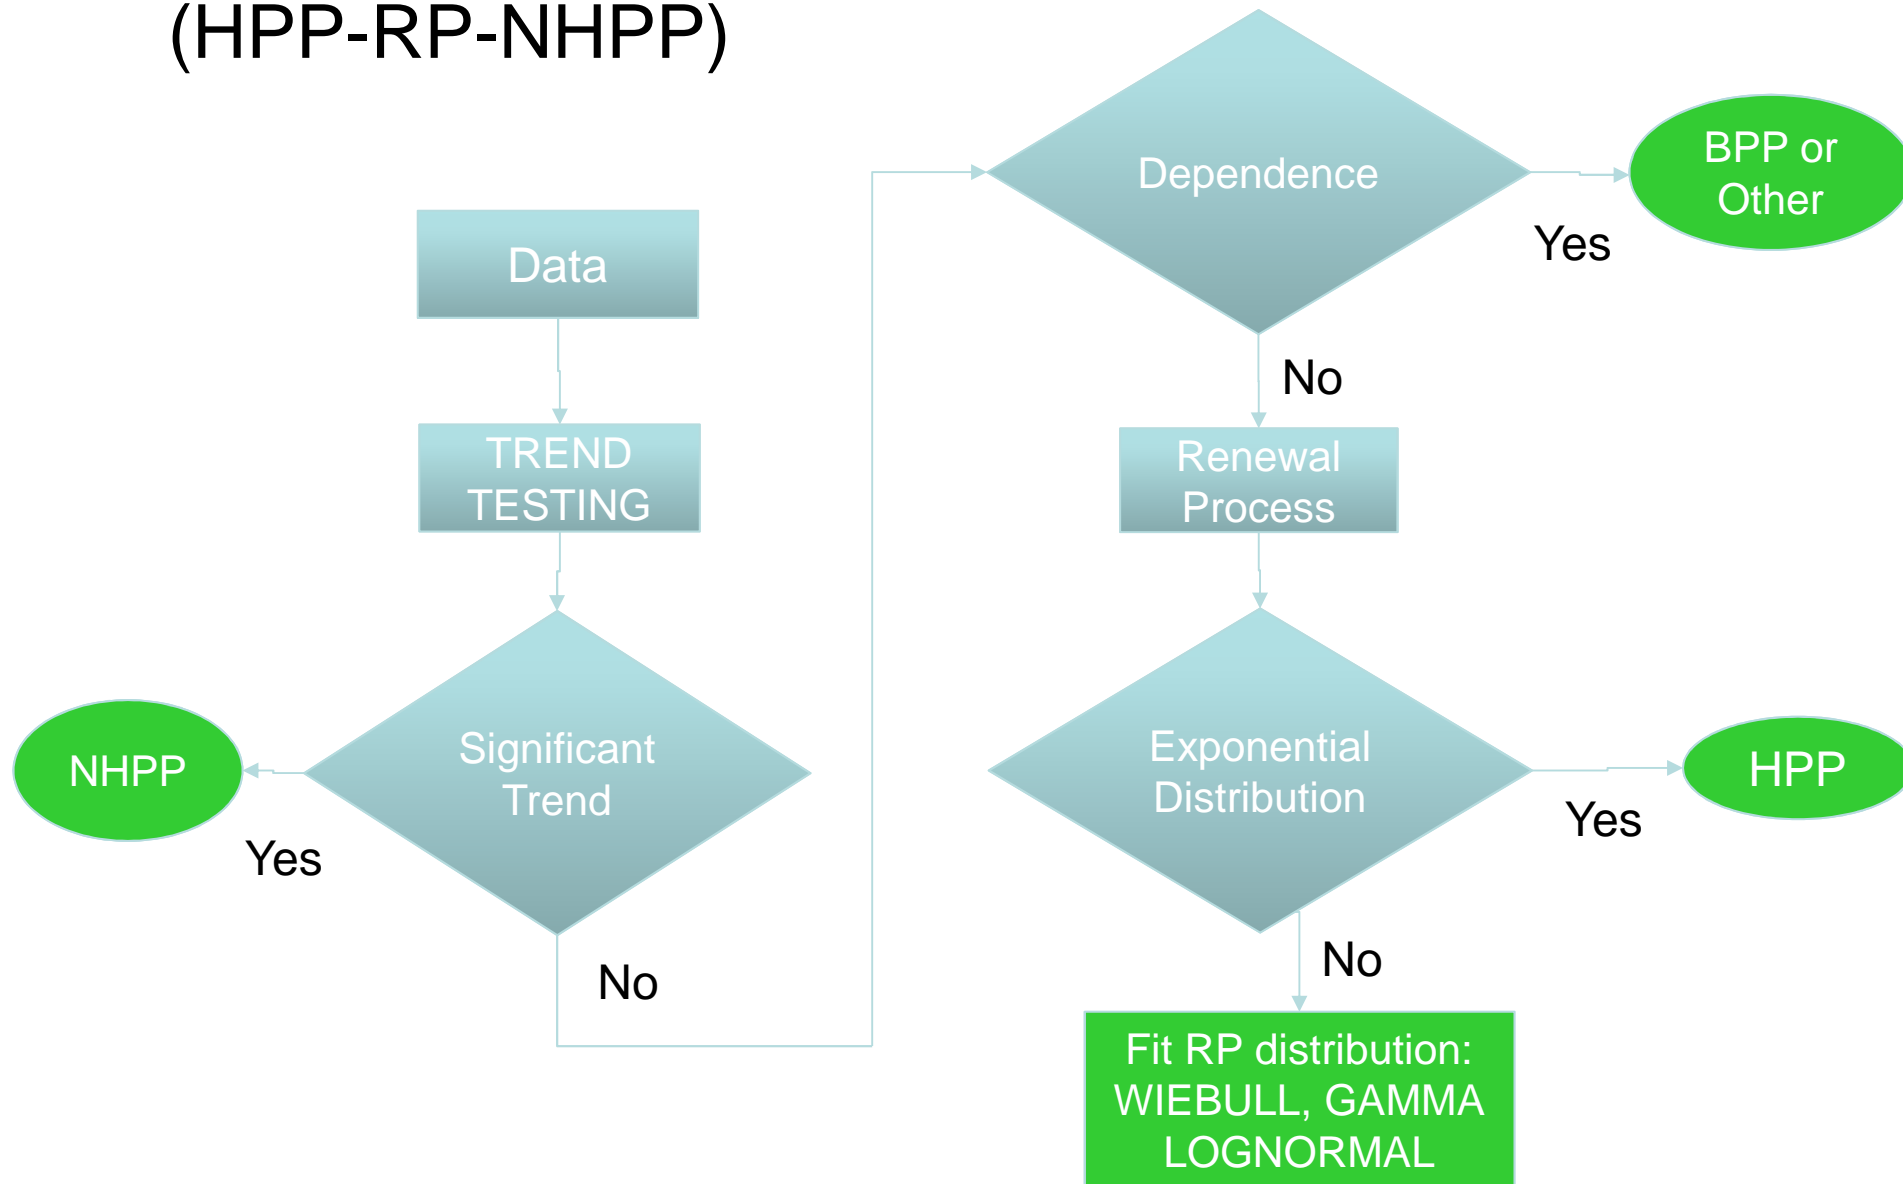 (HPP-RP-NHPP)
Data
TREND
TESTING
Significant
Trend
Yes
NHPP
No
Dependence
Yes
BPP or
Other
No
Renewal
Process
Exponential
Distribution
Yes
HPP
No
Fit RP distribution:
WIEBULL, GAMMA
LOGNORMAL